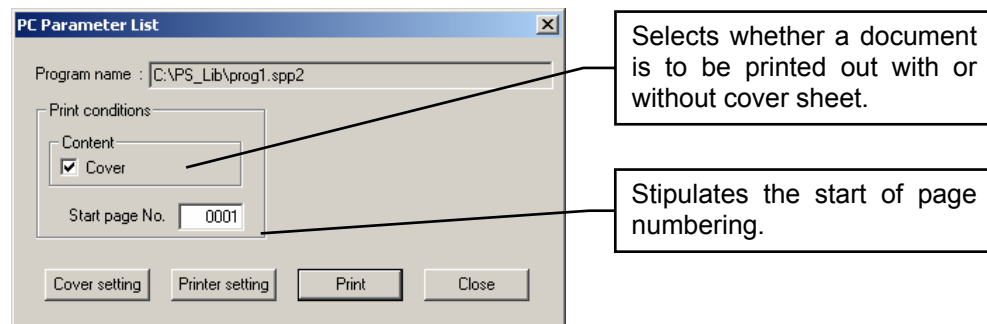 PC Parameter List
Program name : C:\PS_Lib\prog1.spp2
Print conditions
Content
Cover
Start page No. 0001
Cover setting Printer setting Print Close
Selects whether a document
is to be printed out with or
without cover sheet.
Stipulates the start of page
numbering.